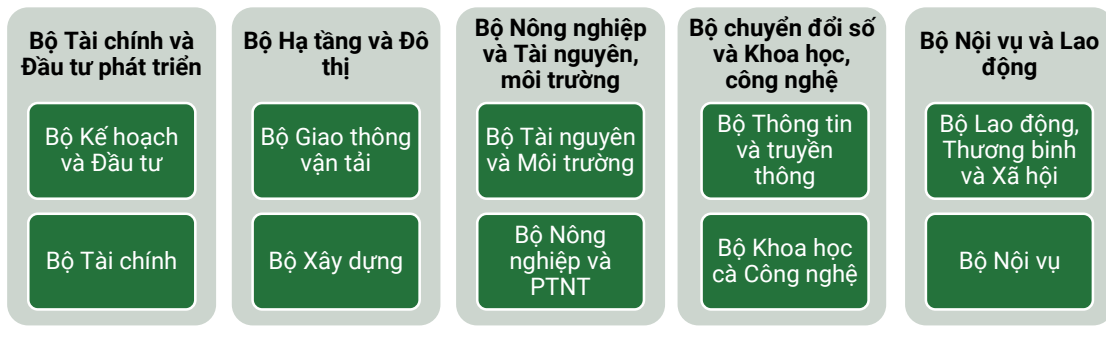 Bộ Tài chính và
Đầu tư phát triển
Bộ Kế hoạch
và Đầu tư
Bộ Tài chính
Bộ Hạ tầng và Đô
thị
Bộ Giao thông
vận tải
Bộ Xây dựng
Bộ Nông nghiệp
và Tài nguyên,
môi trường
Bộ Tài nguyên
và Môi trường
Bộ Nông
nghiệp và
PTNT
Bộ chuyển đổi số
và Khoa học,
công nghệ
Bộ Thông tin
và truyền
thông
Bộ Khoa học
cà Công nghệ
Bộ Nội vụ và Lao
động
Bộ Lao động,
Thương binh
và Xã hội
Bộ Nội vụ